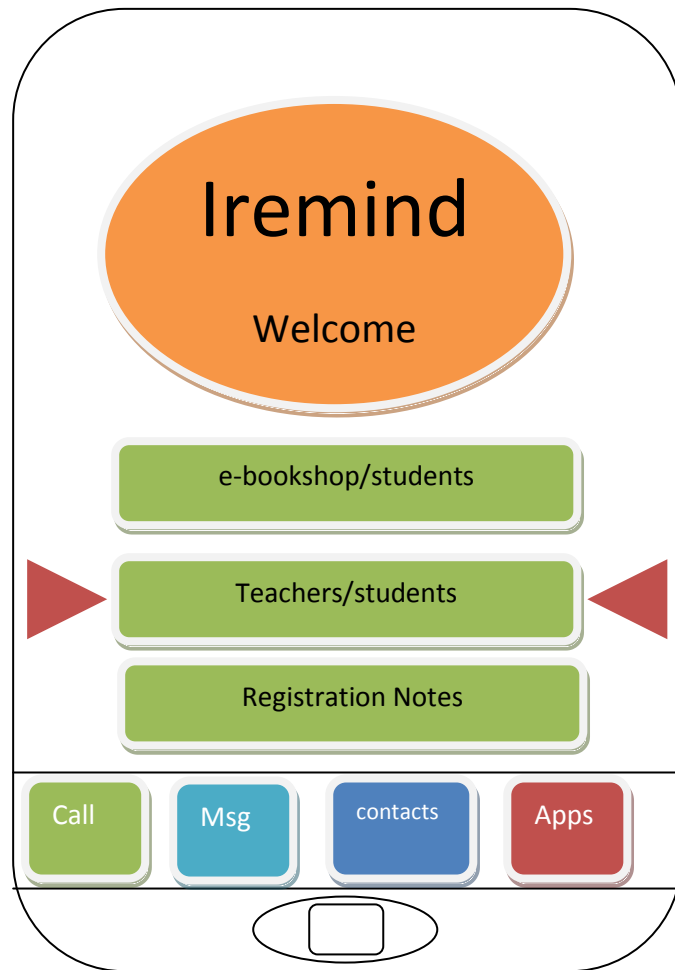 Iremind
Welcome
e-bookshop/students
Teachers/students
Registration Notes
Call
Msg
contacts
Apps